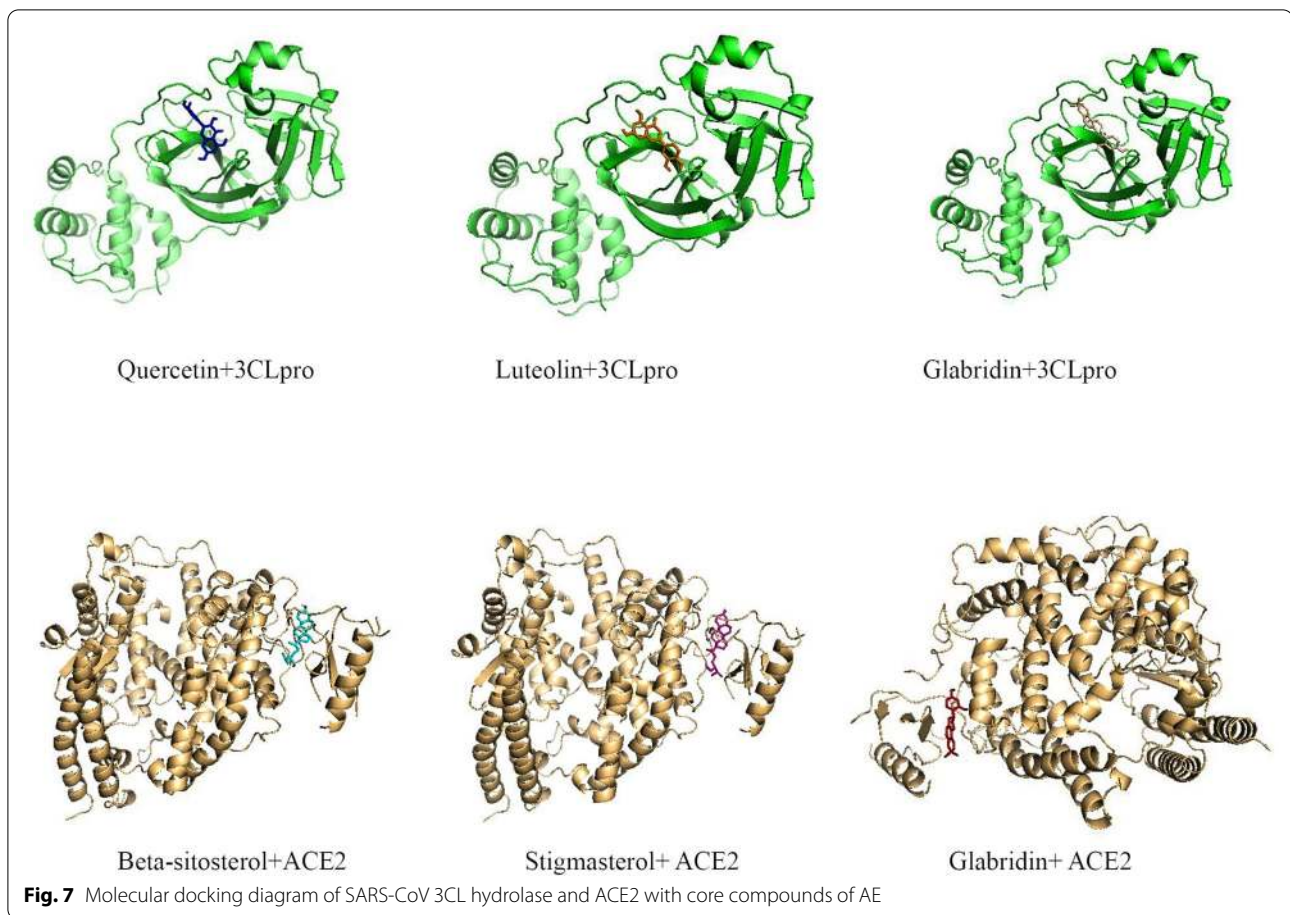 Quercetin+3CLpro
Luteolin+3CLpro
Glabridin+3CLpro
Beta-sitosterol+ACE2
Stigmasterol+ ACE2
Glabridin+ ACE2
Fig. 7 Molecular docking diagram of SARS-CoV 3CL hydrolase and ACE2 with core compounds of AE